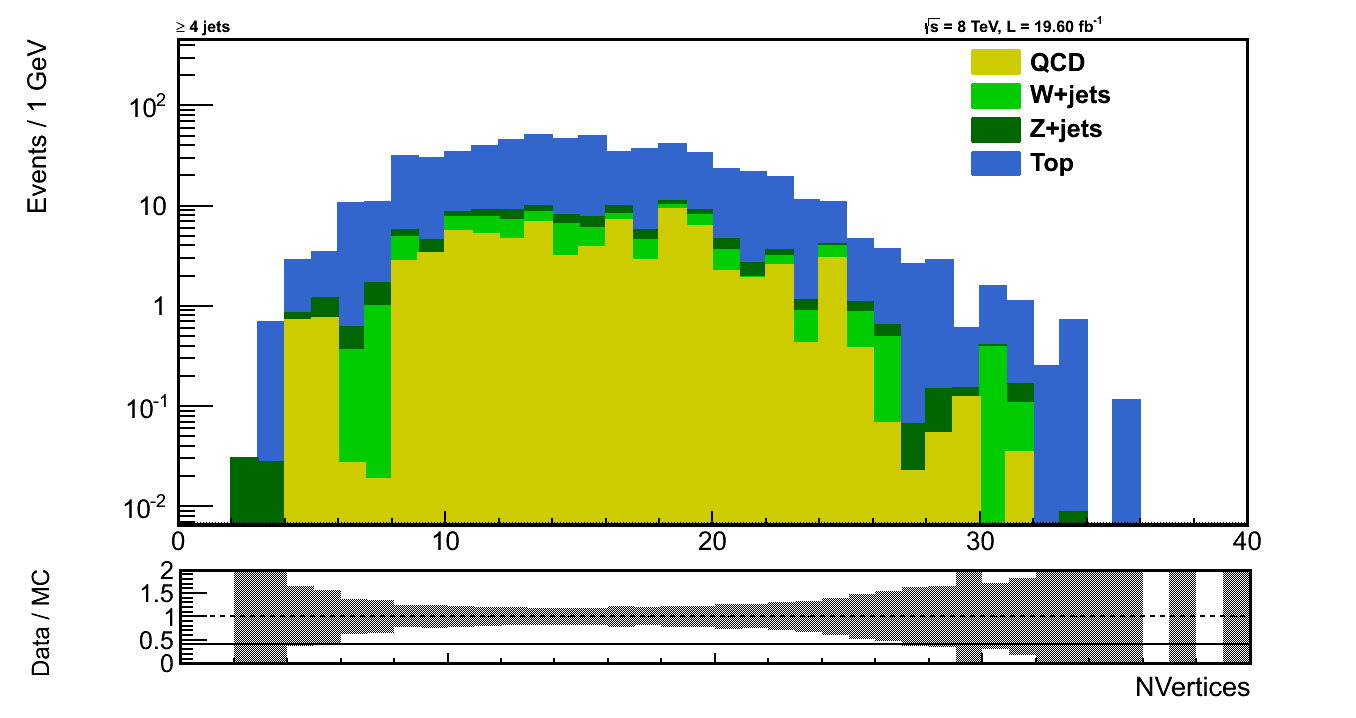 ≥ 4 jets
√s = 8 TeV, L = 19.60 fb⁻¹
Events / 1 GeV
QCD
W+jets
Z+jets
Top
10²
10
1
10⁻¹
10⁻²
0 10 20 30 40
Data / MC
2
1.5
1
0.5
0
NVertices